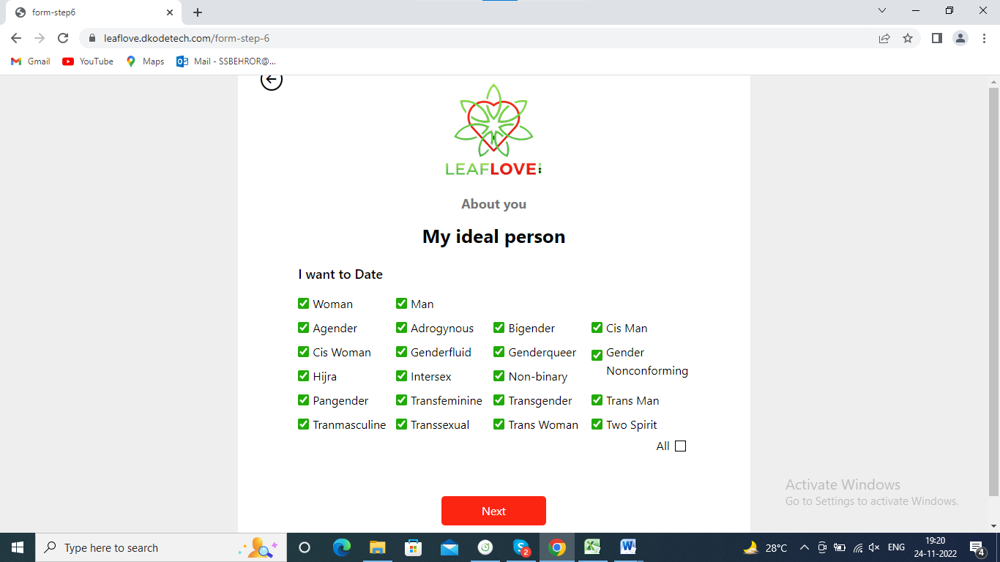 form-step6
leaflove.dkodetech.com/form-step-6
Gmail YouTube Maps Mail - SSBEHROR@...
LEAFLOVE
About you
My ideal person
I want to Date
Woman Man
Agender Adrogynous Bigender Cis Man
Cis Woman Genderfluid Genderqueer Gender
Nonconforming
Hijra Intersex Non-binary
Pangender Transfeminine Transgender Trans Man
Tranmasculine Transsexual Trans Woman Two Spirit
All
Activate Windows
Go to Settings to activate Windows.
Next
Type here to search 2 28°C ENG 19:20
24-11-2022 4